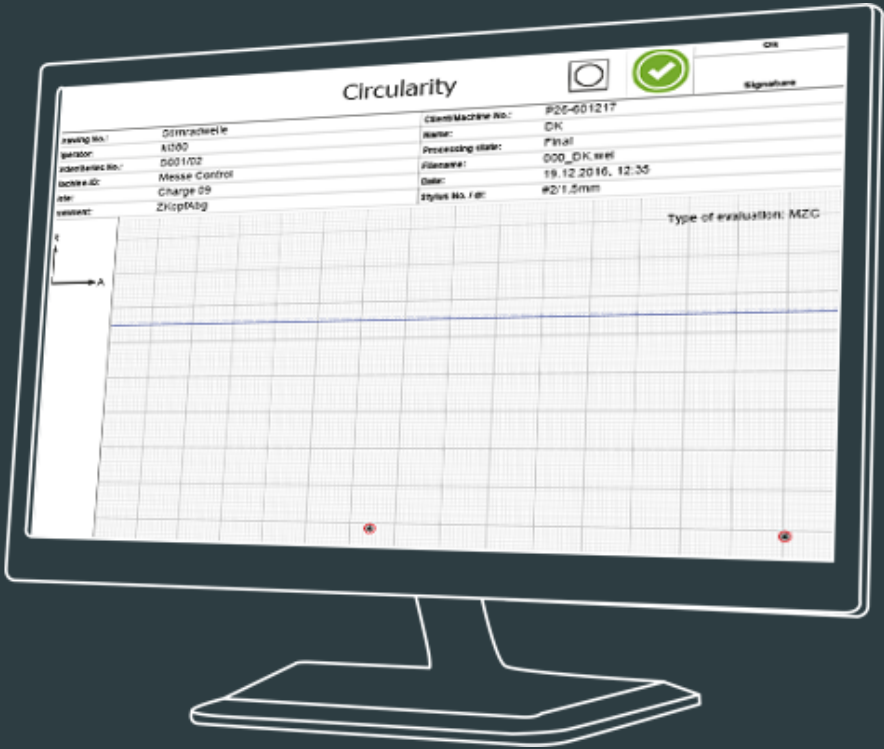 Circularity
OK
Signature
Stirnradwelle
Client/Machine No.: P26-601217
M360
Name: DK
0001/02
Processing state: Final
Messe Control
Filename: 000_DK.wel
Charge 09
Date: 19.12.2016, 12:35
ZKopfAbg
Stylus No. / ø: #2/1,5mm
Type of evaluation: MZC
A